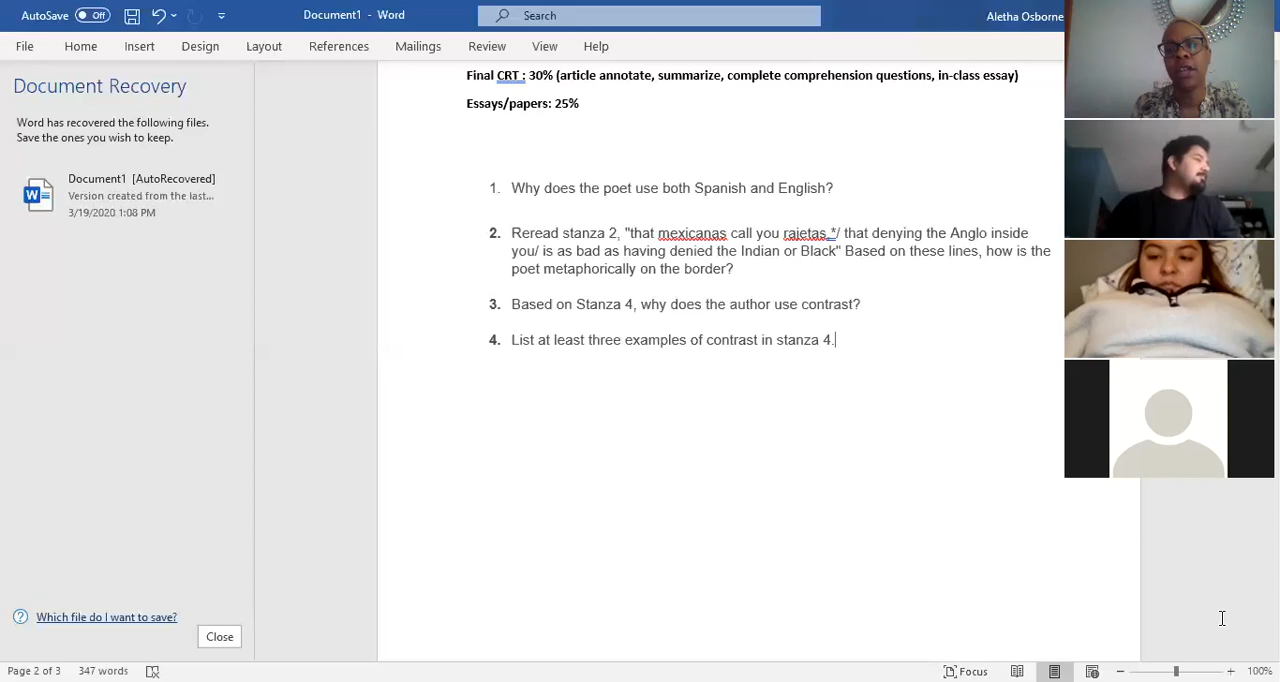 AutoSave Off Document1 - Word Search Aletha Osborne
File Home Insert Design Layout References Mailings Review View Help
Document Recovery
Word has recovered the following files.
Save the ones you wish to keep.
Document1 [AutoRecovered]
Version created from the last...
3/19/2020 1:08 PM
Final CRT : 30% (article annotate, summarize, complete comprehension questions, in-class essay)
Essays/papers: 25%
1. Why does the poet use both Spanish and English?
2. Reread stanza 2, "that mexicanas call you rajetas,*/ that denying the Anglo inside
you/ is as bad as having denied the Indian or Black" Based on these lines, how is the
poet metaphorically on the border?
3. Based on Stanza 4, why does the author use contrast?
4. List at least three examples of contrast in stanza 4.
Which file do I want to save?
Close
Page 2 of 3 347 words Focus 100%